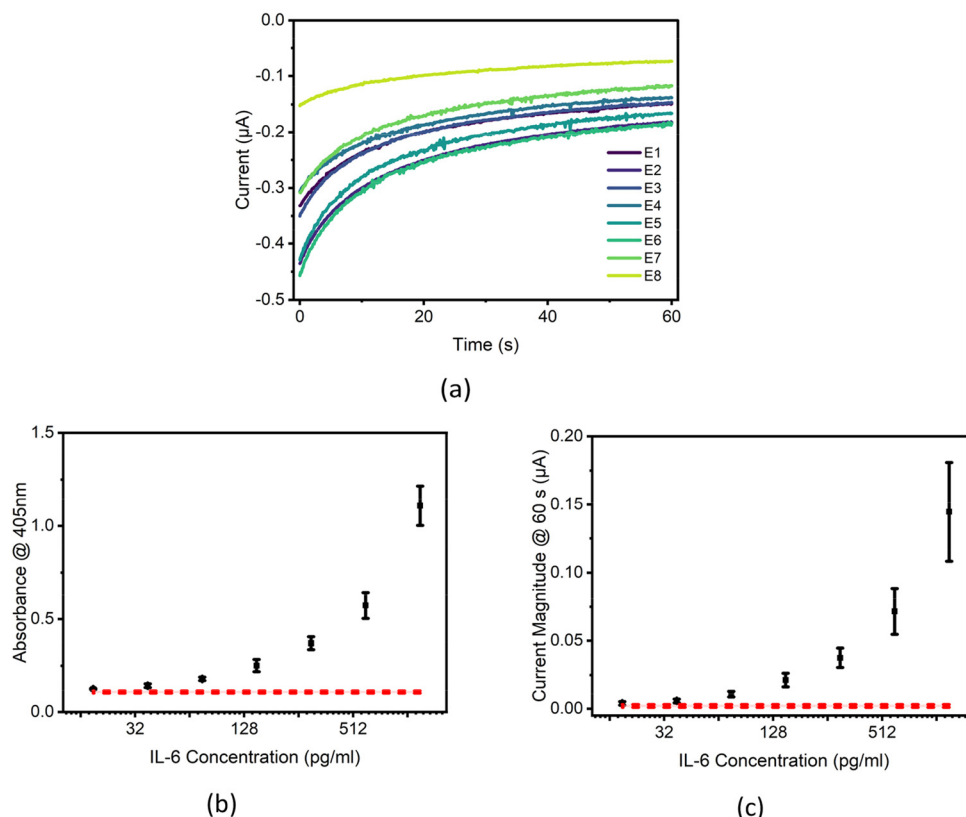 0.0
-0.1
-0.2
-0.3
-0.4
-0.5
Current (µA)
E1
E2
E3
E4
E5
E6
E7
E8
0 20 40 60
Time (s)
(a)
1.5
1.0
0.5
0.0
Absorbance @ 405nm
32 128 512
IL-6 Concentration (pg/ml)
(b)
0.20
0.15
0.10
0.05
0.00
Current Magnitude @ 60 s (µA)
32 128 512
IL-6 Concentration (pg/ml)
(c)